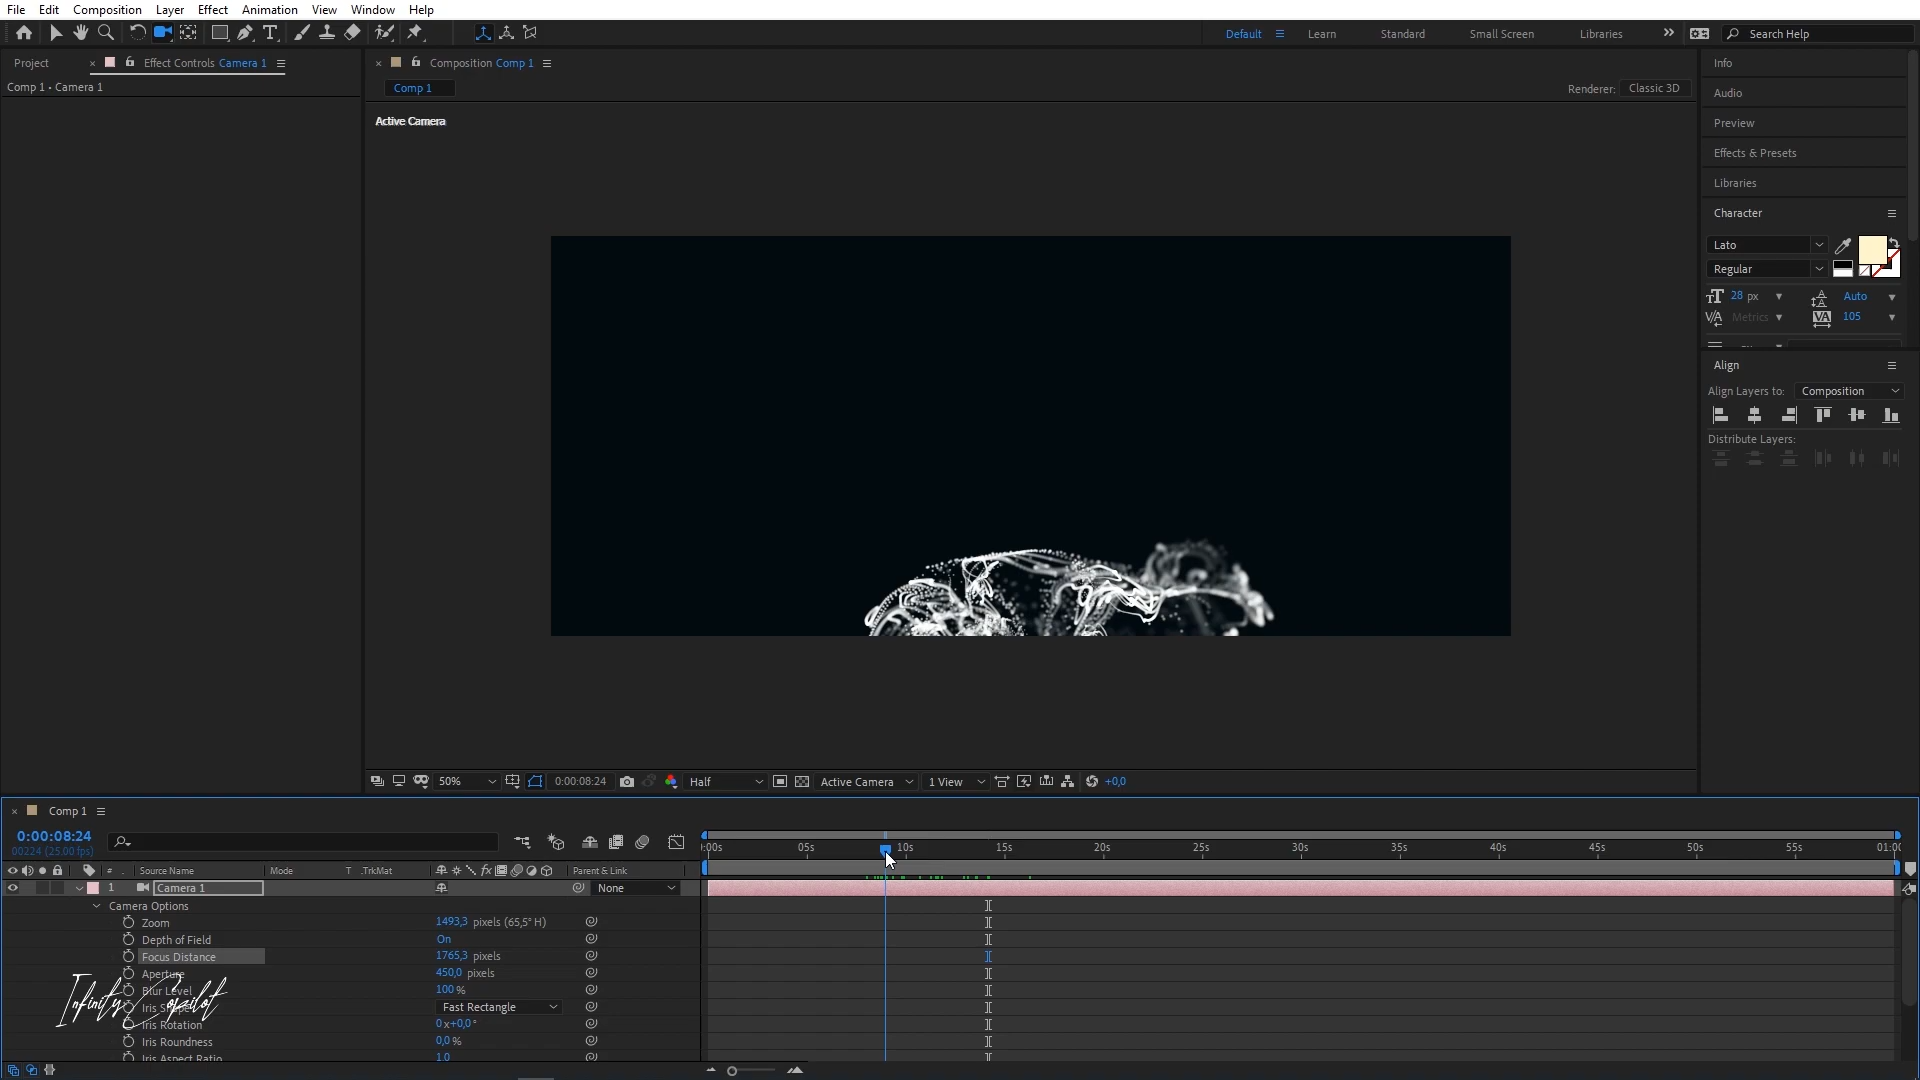 File Edit Composition Layer Effect Animation View Window Help
Default Learn Standard Small Screen Libraries Search Help
Project Effect Controls Camera 1
Comp 1 • Camera 1
Composition Comp 1
Comp 1
Renderer: Classic 3D
Active Camera
50% 0:00:08:24 Half Active Camera 1 View +0,0
Info
Audio
Preview
Effects & Presets
Libraries
Character
Lato
Regular
28 px Auto
Metrics 105
Align
Align Layers to: Composition
Distribute Layers:
Comp 1
0:00:08:24
00224 (25.00 fps)
:00s 05s 10s 15s 20s 25s 30s 35s 40s 45s 50s 55s 01:00
# Source Name Mode T .TrkMat Parent & Link
1 Camera 1 None
Camera Options
Zoom 1493,3 pixels (65,5° H)
Depth of Field On
Focus Distance 1765,3 pixels
Aperture 450,0 pixels
Blur Level 100 %
Iris Shape Fast Rectangle
Iris Rotation 0x+0,0°
Iris Roundness 0,0 %
Iris Aspect Ratio 1,0
Infinity Copilot